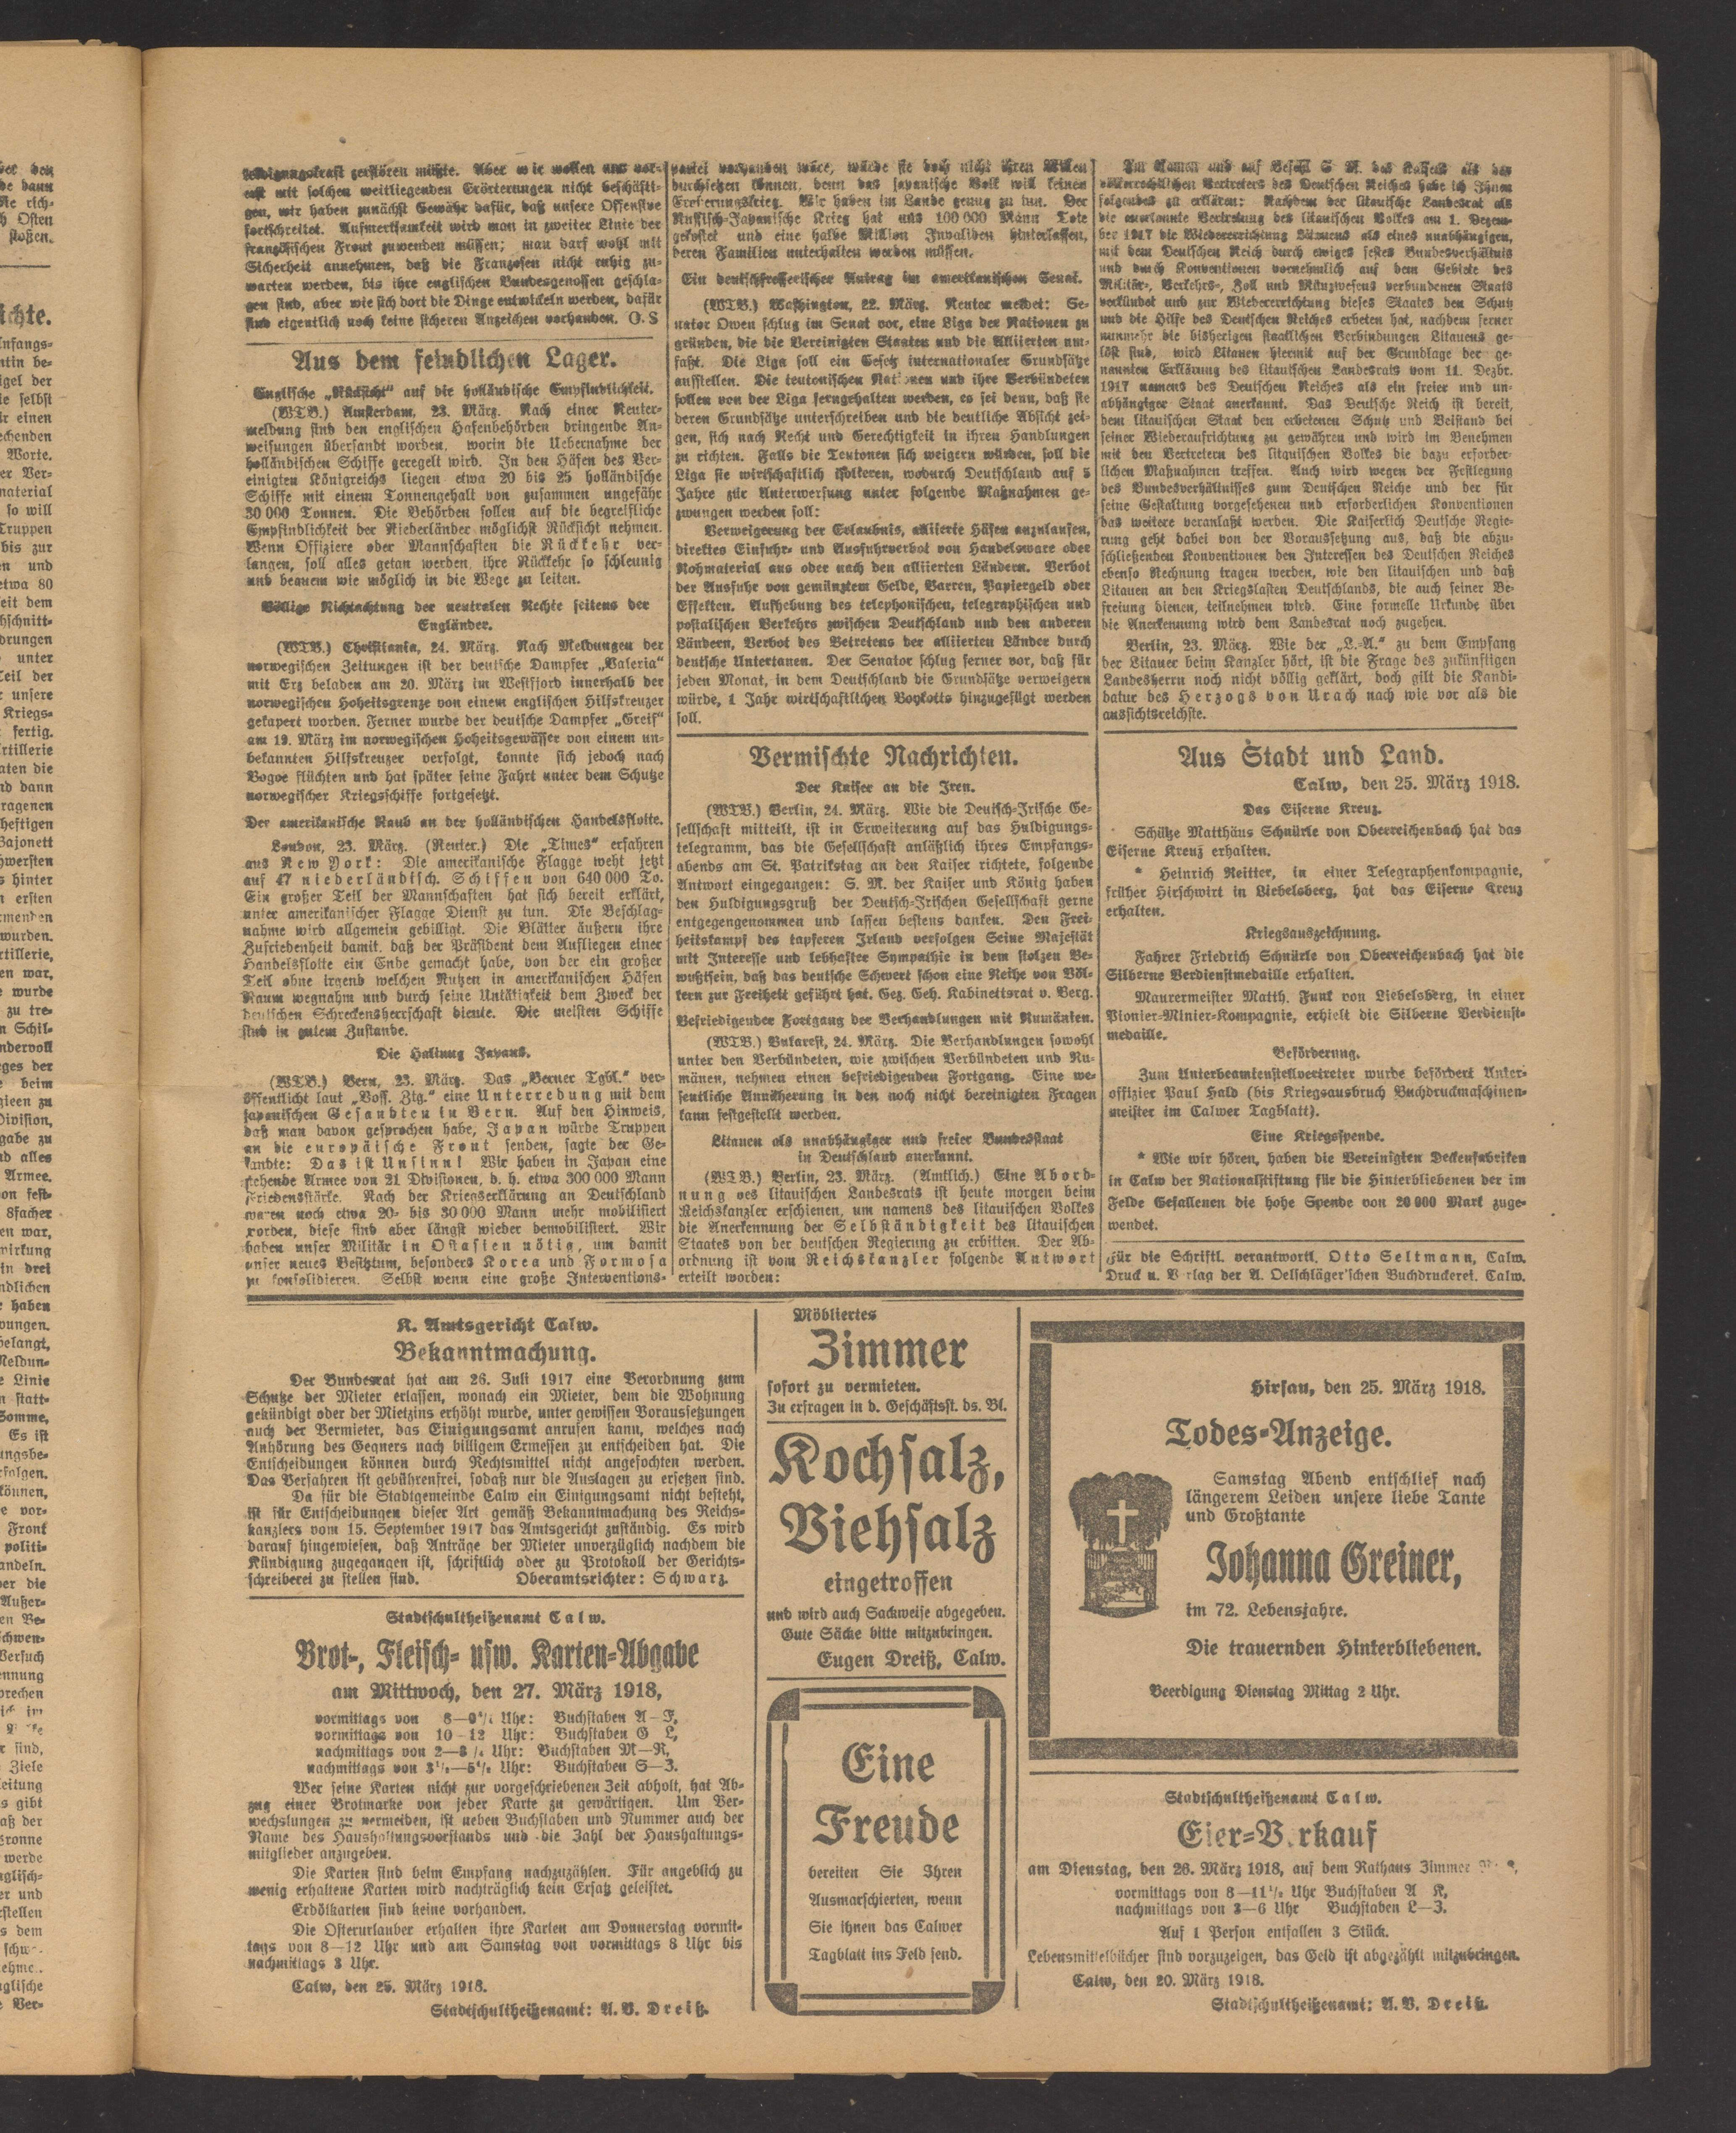 teidigungskraft zerstören müßte. Aber wir wollen uns vor-
erst mit solchen weitliegenden Erörterungen nicht beschäfti-
gen, wir haben zunächst Gewähr dafür, daß unsere Offensive
fortschreitet. Aufmerksamkeit wird man in zweiter Linie der
französischen Front zuwenden müssen; man darf wohl mit
Sicherheit annehmen, daß die Franzosen nicht ruhig zu-
warten werden, bis ihre englischen Bundesgenossen geschla-
gen sind, aber wie sich dort die Dinge entwickeln werden, dafür
sind eigentlich noch keine sicheren Anzeichen vorhanden. O. S
Aus dem feindlichen Lager.
Englische „Rücksicht" auf die holländische Empfindlichkeit.
(WTB.) Amsterdam, 23. März. Nach einer Reuter-
meldung sind den englischen Hafenbehörden dringende An-
weisungen übersandt worden, worin die Uebernahme der
holländischen Schiffe geregelt wird. In den Häfen des Ver-
einigten Königreichs liegen etwa 20 bis 25 holländische
Schiffe mit einem Tonnengehalt von zusammen ungefähr
30 000 Tonnen. Die Behörden sollen auf die begreifliche
Empfindlichkeit der Niederländer möglichst Rücksicht nehmen.
Wenn Offiziere oder Mannschaften die Rückkehr ver-
langen, soll alles getan werden, ihre Rückkehr so schleunig
und bequem wie möglich in die Wege zu leiten.
Völlige Nichtachtung der neutralen Rechte seitens der
Engländer.
(WTB.) Christiania, 24. März. Nach Meldungen der
norwegischen Zeitungen ist der deutsche Dampfer „Valeria"
mit Erz beladen am 20. März im Westfjord innerhalb der
norwegischen Hoheitsgrenze von einem englischen Hilfskreuzer
gekapert worden. Ferner wurde der deutsche Dampfer „Greif"
am 19. März im norwegischen Hoheitsgewässer von einem un-
bekannten Hilfskreuzer verfolgt, konnte sich jedoch nach
Bogoe flüchten und hat später seine Fahrt unter dem Schutze
norwegischer Kriegsschiffe fortgesetzt.
Der amerikanische Raub an der holländischen Handelsflotte.
London, 23. März. (Reuter.) Die „Times" erfahren
aus New York: Die amerikanische Flagge weht jetzt
auf 47 niederländisch. Schiffen von 640 000 To.
Ein großer Teil der Mannschaften hat sich bereit erklärt,
unter amerikanischer Flagge Dienst zu tun. Die Beschlag-
nahme wird allgemein gebilligt. Die Blätter äußern ihre
Zufriedenheit damit, daß der Präsident dem Aufliegen einer
Handelsflotte ein Ende gemacht habe, von der ein großer
Teil ohne irgend welchen Nutzen in amerikanischen Häfen
Raum wegnahm und durch seine Untätigkeit dem Zweck der
deutschen Schreckensherrschaft diente. Die meisten Schiffe
sind in gutem Zustande.
Die Haltung Japans.
(WTB.) Bern, 23. März. Das „Berner Tgbl." ver-
öffentlicht laut „Voss. Ztg." eine Unterredung mit dem
japanischen Gesandten in Bern. Auf den Hinweis,
daß man davon gesprochen habe, Japan würde Truppen
an die europäische Front senden, sagte der Ge-
sandte: Das ist Unsinn! Wir haben in Japan eine
stehende Armee von 21 Divisionen, d. h. etwa 300 000 Mann
Friedensstärke. Nach der Kriegserklärung an Deutschland
waren noch etwa 20- bis 30 000 Mann mehr mobilisiert
worden, diese sind aber längst wieder demobilisiert. Wir
haben unser Militär in Ostasien nötig, um damit
unser neues Besitztum, besonders Korea und Formosa
zu konsolidieren. Selbst wenn eine große Interventions-
partei vorhanden wäre, würde sie doch nicht ihren Willen
durchsetzen können, denn das japanische Volk will keinen
Eroberungskrieg. Wir haben im Lande genug zu tun. Der
Russisch-Japanische Krieg hat uns 100 000 Mann Tote
gekostet und eine halbe Million Invaliden hinterlassen,
deren Familien unterhalten werden müssen.
Ein deutschfresserischer Antrag im amerikanischen Senat.
(WTB.) Washington, 22. März. Reuter meldet: Se-
nator Owen schlug im Senat vor, eine Liga der Nationen zu
gründen, die die Vereinigten Staaten und die Alliierten um-
faßt. Die Liga soll ein Gesetz internationaler Grundsätze
aufstellen. Die teutonischen Nationen und ihre Verbündeten
sollen von der Liga ferngehalten werden, es sei denn, daß sie
deren Grundsätze unterschreiben und die deutliche Absicht zei-
gen, sich nach Recht und Gerechtigkeit in ihren Handlungen
zu richten. Falls die Teutonen sich weigern würden, soll die
Liga sie wirtschaftlich isolieren, wodurch Deutschland auf 5
Jahre zur Unterwerfung unter folgende Maßnahmen ge-
zwungen werden soll:
Verweigerung der Erlaubnis, alliierte Häfen anzulaufen,
direktes Einfuhr- und Ausfuhrverbot von Handelsware oder
Rohmaterial aus oder nach den alliierten Ländern. Verbot
der Ausfuhr von gemünztem Gelde, Barren, Papiergeld oder
Effekten. Aufhebung des telephonischen, telegraphischen und
postalischen Verkehrs zwischen Deutschland und den anderen
Ländern, Verbot des Betretens der alliierten Länder durch
deutsche Untertanen. Der Senator schlug ferner vor, daß für
jeden Monat, in dem Deutschland die Grundsätze verweigern
würde, 1 Jahr wirtschaftlichen Boykotts hinzugefügt werden
soll.
Vermischte Nachrichten.
Der Kaiser an die Iren.
(WTB.) Berlin, 24. März. Wie die Deutsch-Irische Ge-
sellschaft mitteilt, ist in Erweiterung auf das Huldigungs-
telegramm, das die Gesellschaft anläßlich ihres Empfangs-
abends am St. Patrikstag an den Kaiser richtete, folgende
Antwort eingegangen: S. M. der Kaiser und König haben
den Huldigungsgruß der Deutsch-Irischen Gesellschaft gerne
entgegengenommen und lassen bestens danken. Den Frei-
heitskampf des tapferen Irland verfolgen Seine Majestät
mit Interesse und lebhafter Sympathie in dem stolzen Be-
wußtsein, daß das deutsche Schwert schon eine Reihe von Völ-
kern zur Freiheit geführt hat. Gez. Geh. Kabinettsrat v. Berg.
Befriedigender Fortgang der Verhandlungen mit Rumänien.
(WTB.) Bukarest, 24. März. Die Verhandlungen sowohl
unter den Verbündeten, wie zwischen Verbündeten und Ru-
mänen, nehmen einen befriedigenden Fortgang. Eine we-
sentliche Annäherung in den noch nicht bereinigten Fragen
kann festgestellt werden.
Litauen als unabhängiger und freier Bundesstaat
in Deutschland anerkannt.
(WTB.) Berlin, 23. März. (Amtlich.) Eine Abord-
nung des litauischen Landesrats ist heute morgen beim
Reichskanzler erschienen, um namens des litauischen Volkes
die Anerkennung der Selbständigkeit des litauischen
Staates von der deutschen Regierung zu erbitten. Der Ab-
ordnung ist vom Reichskanzler folgende Antwort
erteilt worden:
Im Namen und auf Befehl S. M. des Kaisers als des
völkerrechtlichen Vertreters des Deutschen Reiches habe ich Ihnen
folgendes zu erklären: Nachdem der litauische Landesrat als
die anerkannte Vertretung des litauischen Volkes am 1. Dezem-
ber 1917 die Wiedererrichtung Litauens als eines unabhängigen,
mit dem Deutschen Reich durch ewiges festes Bundesverhältnis
und durch Konventionen vornehmlich auf dem Gebiete des
Militär-, Verkehrs-, Zoll und Münzwesens verbundenen Staats
verkündet und zur Wiedererrichtung dieses Staates den Schutz
und die Hilfe des Deutschen Reiches erbeten hat, nachdem ferner
nunmehr die bisherigen staatlichen Verbindungen Litauens ge-
löst sind, wird Litauen hiermit auf der Grundlage der ge-
nannten Erklärung des litauischen Landesrats vom 11. Dezbr.
1917 namens des Deutschen Reiches als ein freier und un-
abhängiger Staat anerkannt. Das Deutsche Reich ist bereit,
dem litauischen Staat den erbetenen Schutz und Beistand bei
seiner Wiederaufrichtung zu gewähren und wird im Benehmen
mit den Vertretern des litauischen Volkes die dazu erforder-
lichen Maßnahmen treffen. Auch wird wegen der Festlegung
des Bundesverhältnisses zum Deutschen Reiche und der für
seine Gestaltung vorgesehenen und erforderlichen Konventionen
das weitere veranlaßt werden. Die Kaiserlich Deutsche Regie-
rung geht dabei von der Voraussetzung aus, daß die abzu-
schließenden Konventionen den Interessen des Deutschen Reiches
ebenso Rechnung tragen werden, wie den litauischen und daß
Litauen an den Kriegslasten Deutschlands, die auch seiner Be-
freiung dienen, teilnehmen wird. Eine formelle Urkunde über
die Anerkennung wird dem Landesrat noch zugehen.
Berlin, 23. März. Wie der „L.-A." zu dem Empfang
der Litauer beim Kanzler hört, ist die Frage des zukünftigen
Landesherrn noch nicht völlig geklärt, doch gilt die Kandi-
datur des Herzogs von Urach nach wie vor als die
aussichtsreichste.
Aus Stadt und Land.
Calw, den 25. März 1918.
Das Eiserne Kreuz.
Schütze Matthäus Schnürle von Oberreichenbach hat das
Eiserne Kreuz erhalten.
* Heinrich Reitter, in einer Telegraphenkompagnie,
früher Hirschwirt in Liebelsberg, hat das Eiserne Kreuz
erhalten.
Kriegsauszeichnung.
Fahrer Friedrich Schnürle von Oberreichenbach hat die
Silberne Verdienstmedaille erhalten.
Maurermeister Matth. Funk von Liebelsberg, in einer
Pionier-Minier-Kompagnie, erhielt die Silberne Verdienst-
medaille.
Beförderung.
Zum Unterbeamtenstellvertreter wurde befördert Unter-
offizier Paul Hald (bis Kriegsausbruch Buchdruckmaschinen-
meister im Calwer Tagblatt).
Eine Kriegsspende.
* Wie wir hören, haben die Vereinigten Deckenfabriken
in Calw der Nationalstiftung für die Hinterbliebenen der im
Felde Gefallenen die hohe Spende von 20 000 Mark zuge-
wendet.
Für die Schriftl. verantwortl. Otto Seltmann, Calw.
Druck u. Verlag der A. Oelschläger'schen Buchdruckerei. Calw.
K. Amtsgericht Calw.
Bekanntmachung.
Der Bundesrat hat am 26. Juli 1917 eine Verordnung zum
Schutze der Mieter erlassen, wonach ein Mieter, dem die Wohnung
gekündigt oder der Mietzins erhöht wurde, unter gewissen Voraussetzungen
auch der Vermieter, das Einigungsamt anrufen kann, welches nach
Anhörung des Gegners nach billigem Ermessen zu entscheiden hat. Die
Entscheidungen können durch Rechtsmittel nicht angefochten werden.
Das Verfahren ist gebührenfrei, sodaß nur die Auslagen zu ersetzen sind.
Da für die Stadtgemeinde Calw ein Einigungsamt nicht besteht,
ist für Entscheidungen dieser Art gemäß Bekanntmachung des Reichs-
kanzlers vom 15. September 1917 das Amtsgericht zuständig. Es wird
darauf hingewiesen, daß Anträge der Mieter unverzüglich nachdem die
Kündigung zugegangen ist, schriftlich oder zu Protokoll der Gerichts-
schreiberei zu stellen sind. Oberamtsrichter: Schwarz.
Stadtschultheißenamt Calw.
Brot-, Fleisch- usw. Karten-Abgabe
am Mittwoch, den 27. März 1918,
vormittags von 8—9¾ Uhr: Buchstaben A—F,
vormittags von 10—12 Uhr: Buchstaben G L,
nachmittags von 2—3 /4 Uhr: Buchstaben M—R,
nachmittags von 3½—5½ Uhr: Buchstaben S—Z.
Wer seine Karten nicht zur vorgeschriebenen Zeit abholt, hat Ab-
zug einer Brotmarke von jeder Karte zu gewärtigen. Um Ver-
wechslungen zu vermeiden, ist neben Buchstaben und Nummer auch der
Name des Haushaltungsvorstands und die Zahl der Haushaltungs-
mitglieder anzugeben.
Die Karten sind beim Empfang nachzuzählen. Für angeblich zu
wenig erhaltene Karten wird nachträglich kein Ersatz geleistet.
Erdölkarten sind keine vorhanden.
Die Osterurlauber erhalten ihre Karten am Donnerstag vormit-
tags von 8—12 Uhr und am Samstag von vormittags 8 Uhr bis
nachmittags 3 Uhr.
Calw, den 25. März 1918.
Stadtschultheißenamt: A. V. Dreiß.
Möbliertes
Zimmer
sofort zu vermieten.
Zu erfragen in d. Geschäftsst. ds. Bl.
Kochsalz,
Viehsalz
eingetroffen
und wird auch Sackweise abgegeben.
Gute Säcke bitte mitzubringen.
Eugen Dreiß, Calw.
Eine
Freude
bereiten Sie Ihren
Ausmarschierten, wenn
Sie ihnen das Calwer
Tagblatt ins Feld send.
Hirsau, den 25. März 1918.
Todes-Anzeige.
Samstag Abend entschlief nach
längerem Leiden unsere liebe Tante
und Großtante
Johanna Greiner,
im 72. Lebensjahre.
Die trauernden Hinterbliebenen.
Beerdigung Dienstag Mittag 2 Uhr.
Stadtschultheißenamt Calw.
Eier-Verkauf
am Dienstag, den 26. März 1918, auf dem Rathaus Zimmer
vormittags von 8—11½ Uhr Buchstaben A K,
nachmittags von 3—6 Uhr Buchstaben L—Z.
Auf 1 Person entfallen 3 Stück.
Lebensmittelbücher sind vorzuzeigen, das Geld ist abgezählt mitzubringen.
Calw, den 20. März 1918.
Stadtschultheißenamt: A. V. Dreiß.